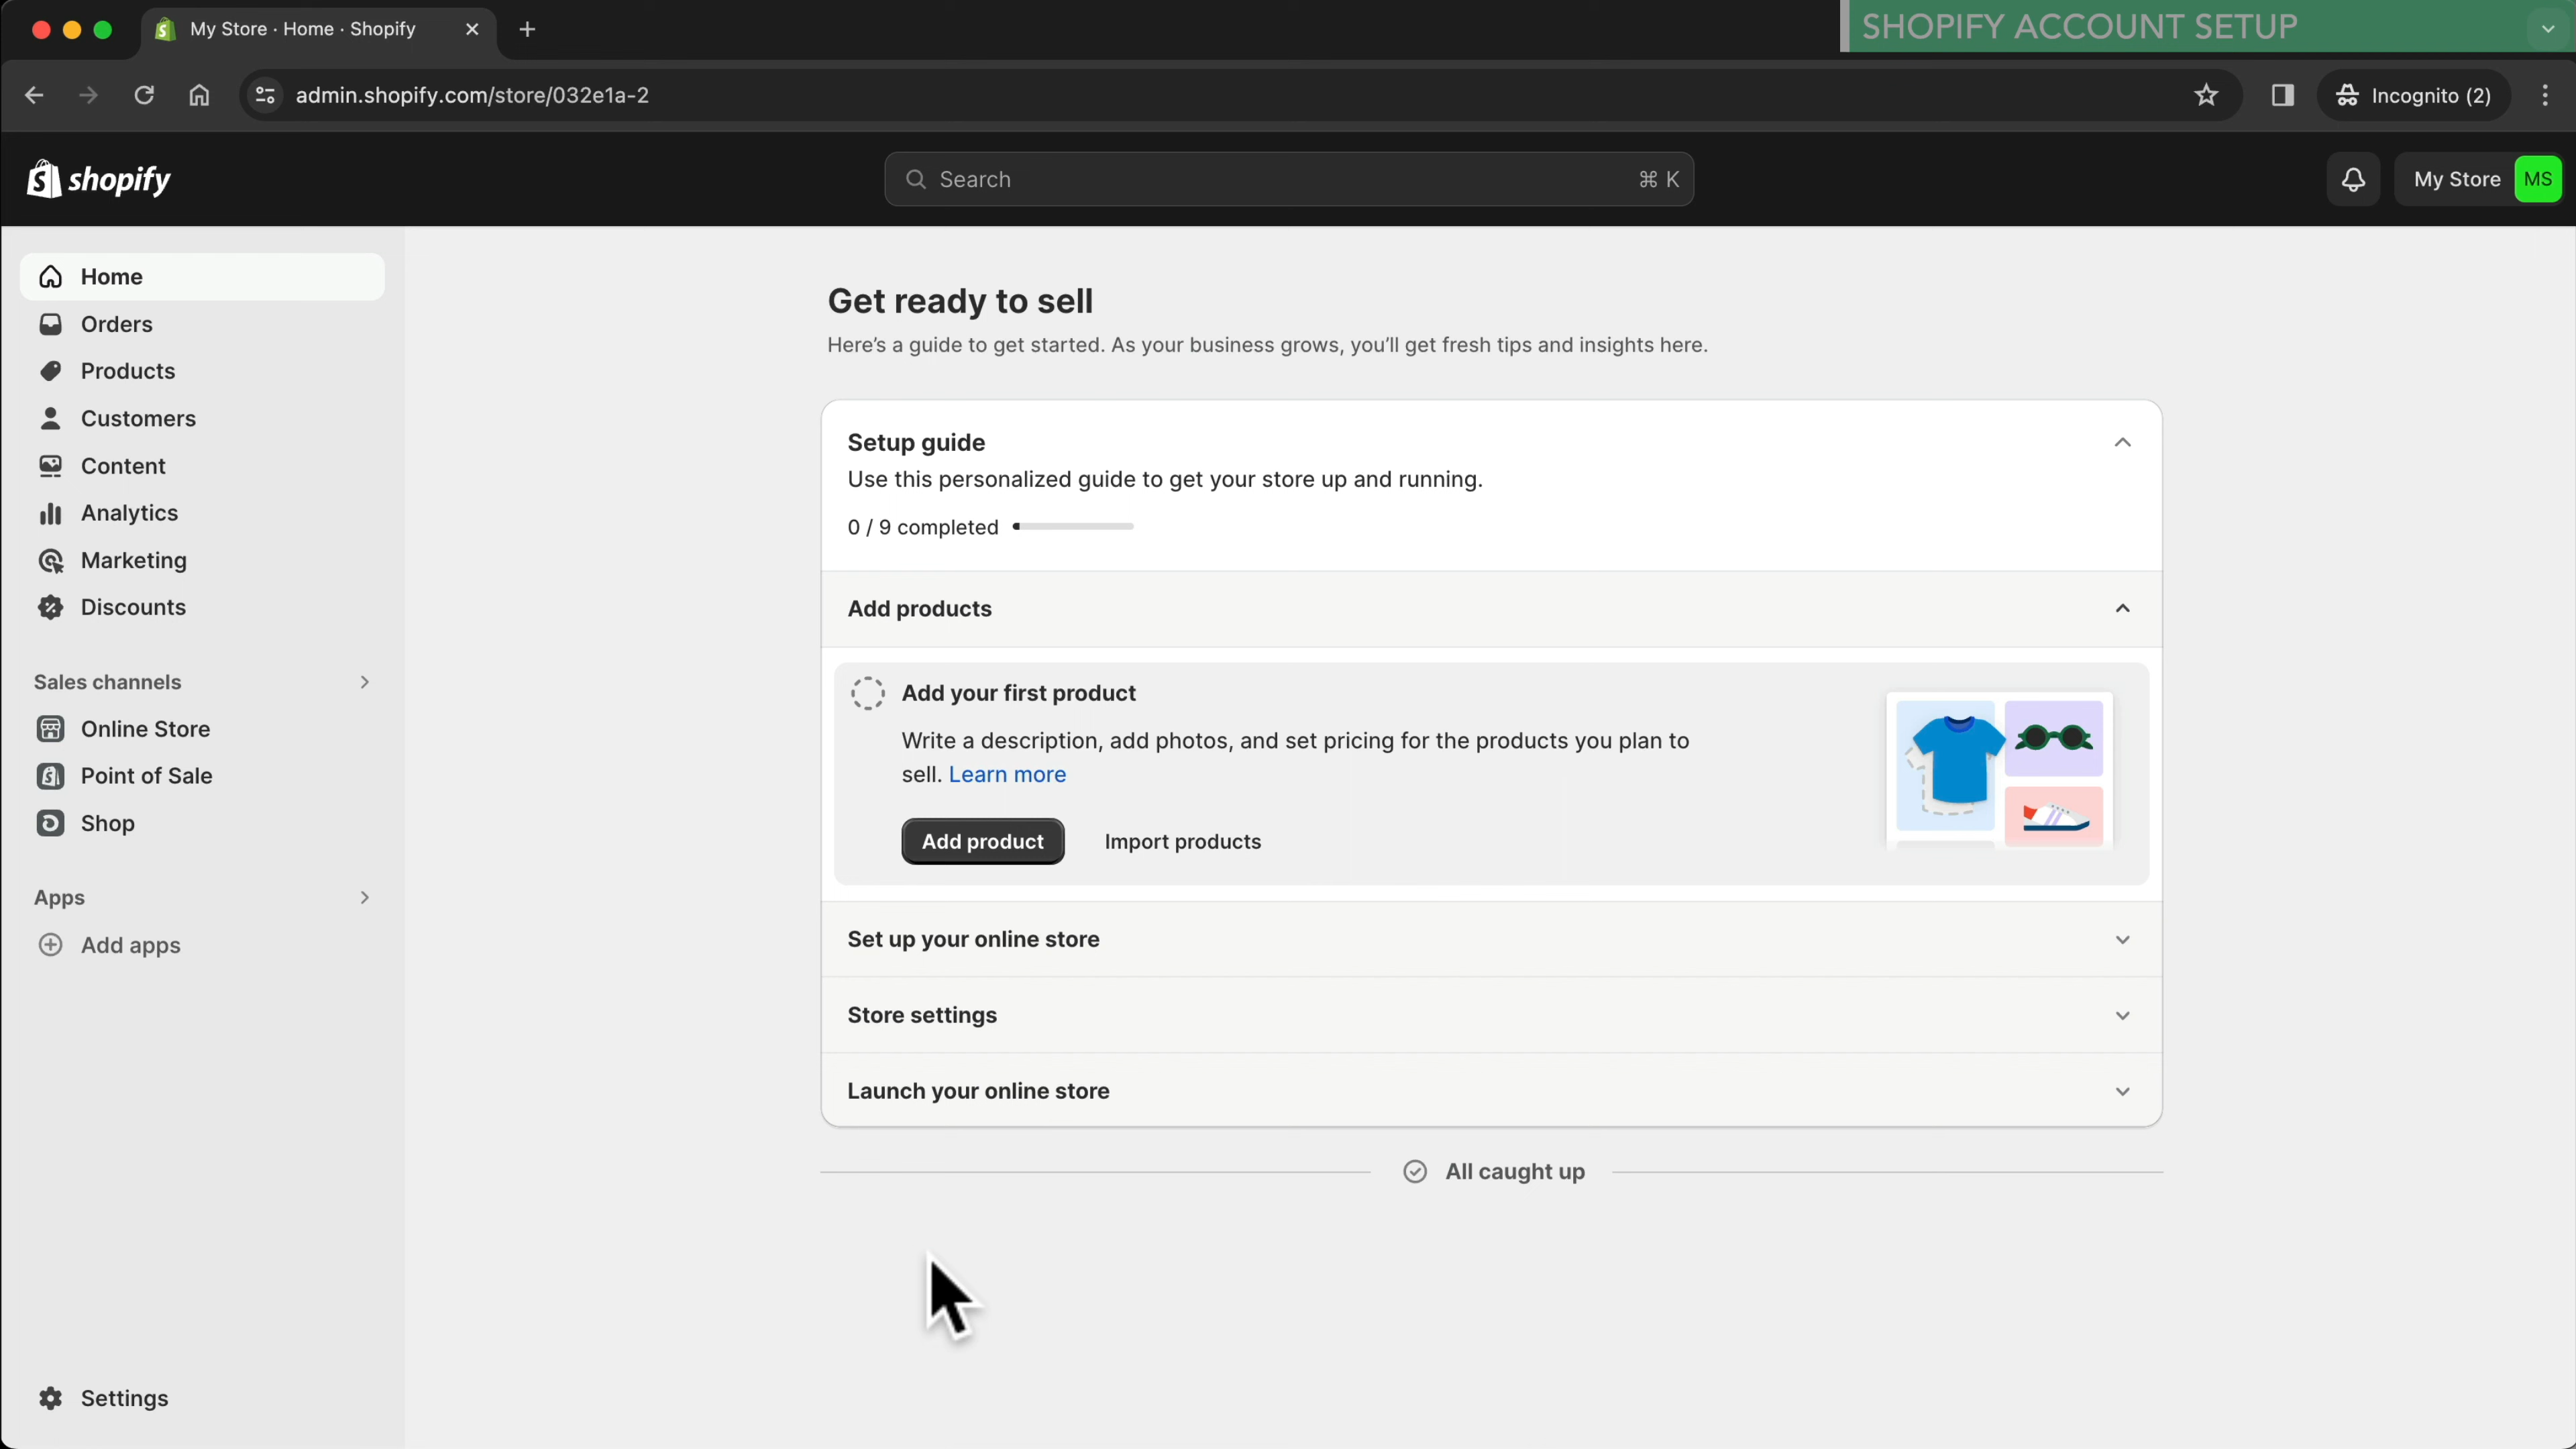 My Store · Home · Shopify
SHOPIFY ACCOUNT SETUP
admin.shopify.com/store/032e1a-2
Incognito (2)
shopify
Search
⌘ K
My Store
MS
Home
Orders
Products
Customers
Content
Analytics
Marketing
Discounts
Sales channels
Online Store
Point of Sale
Shop
Apps
Add apps
Settings
Get ready to sell
Here's a guide to get started. As your business grows, you'll get fresh tips and insights here.
Setup guide
Use this personalized guide to get your store up and running.
0 / 9 completed
Add products
Add your first product
Write a description, add photos, and set pricing for the products you plan to
sell. Learn more
Add product
Import products
Set up your online store
Store settings
Launch your online store
All caught up